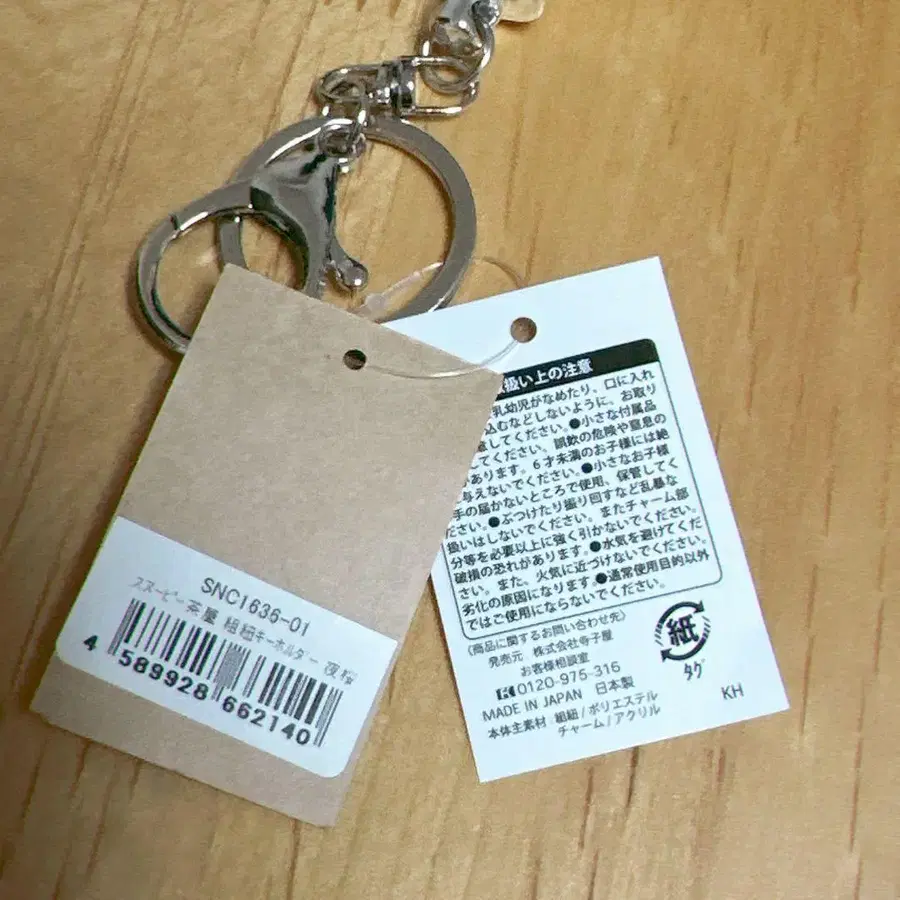 SNC1636-01
スヌーピー茶屋 組紐キーホルダー 夜桜
4 589928 662140
扱い上の注意
乳幼児がなめたり、口に入れ
込むなどしないように、お取り
してください。●小さな付属品
してください。誤飲の危険や窒息の
あります。6才未満のお子様には絶
与えないでください。●小さなお子様
手の届かないところで使用、保管してく
ださい。●ぶつけたり振り回すなど乱暴な
扱いはしないでください。またチャーム部
分等を必要以上に強く引かないでください。
破損の恐れがあります。●水気を避けてくだ
さい。また、火気に近づけないでください。
劣化の原因になります。●通常使用目的以外
ではご使用にならないでください。
〈商品に関するお問い合わせ先〉
発売元 株式会社寺子屋
お客様相談室
0120-975-316
MADE IN JAPAN 日本製
本体主素材 組紐/ポリエステル
チャーム/アクリル
紙
タグ
KH